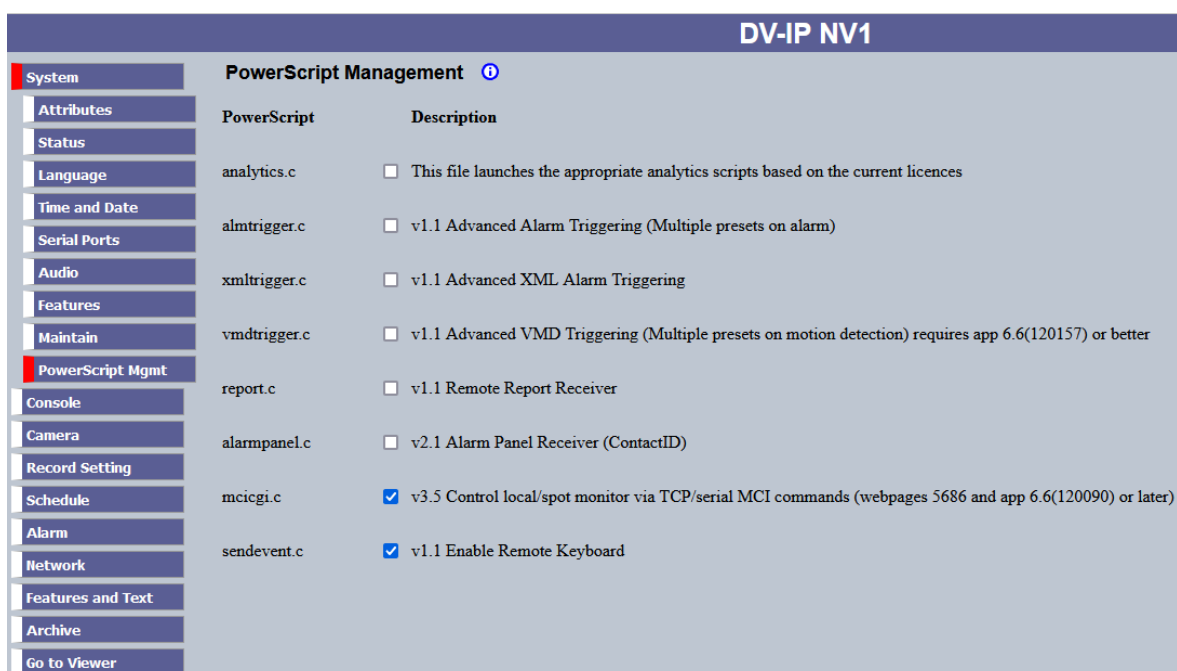 DV-IP NV1
System
Attributes
Status
Language
Time and Date
Serial Ports
Audio
Features
Maintain
PowerScript Mgmt
Console
Camera
Record Setting
Schedule
Alarm
Network
Features and Text
Archive
Go to Viewer
PowerScript Management
PowerScript Description
analytics.c This file launches the appropriate analytics scripts based on the current licences
almtrigger.c v1.1 Advanced Alarm Triggering (Multiple presets on alarm)
xmltrigger.c v1.1 Advanced XML Alarm Triggering
vmdtrigger.c v1.1 Advanced VMD Triggering (Multiple presets on motion detection) requires app 6.6(120157) or better
report.c v1.1 Remote Report Receiver
alarmpanel.c v2.1 Alarm Panel Receiver (ContactID)
mcicgi.c v3.5 Control local/spot monitor via TCP/serial MCI commands (webpages 5686 and app 6.6(120090) or later)
sendevent.c v1.1 Enable Remote Keyboard